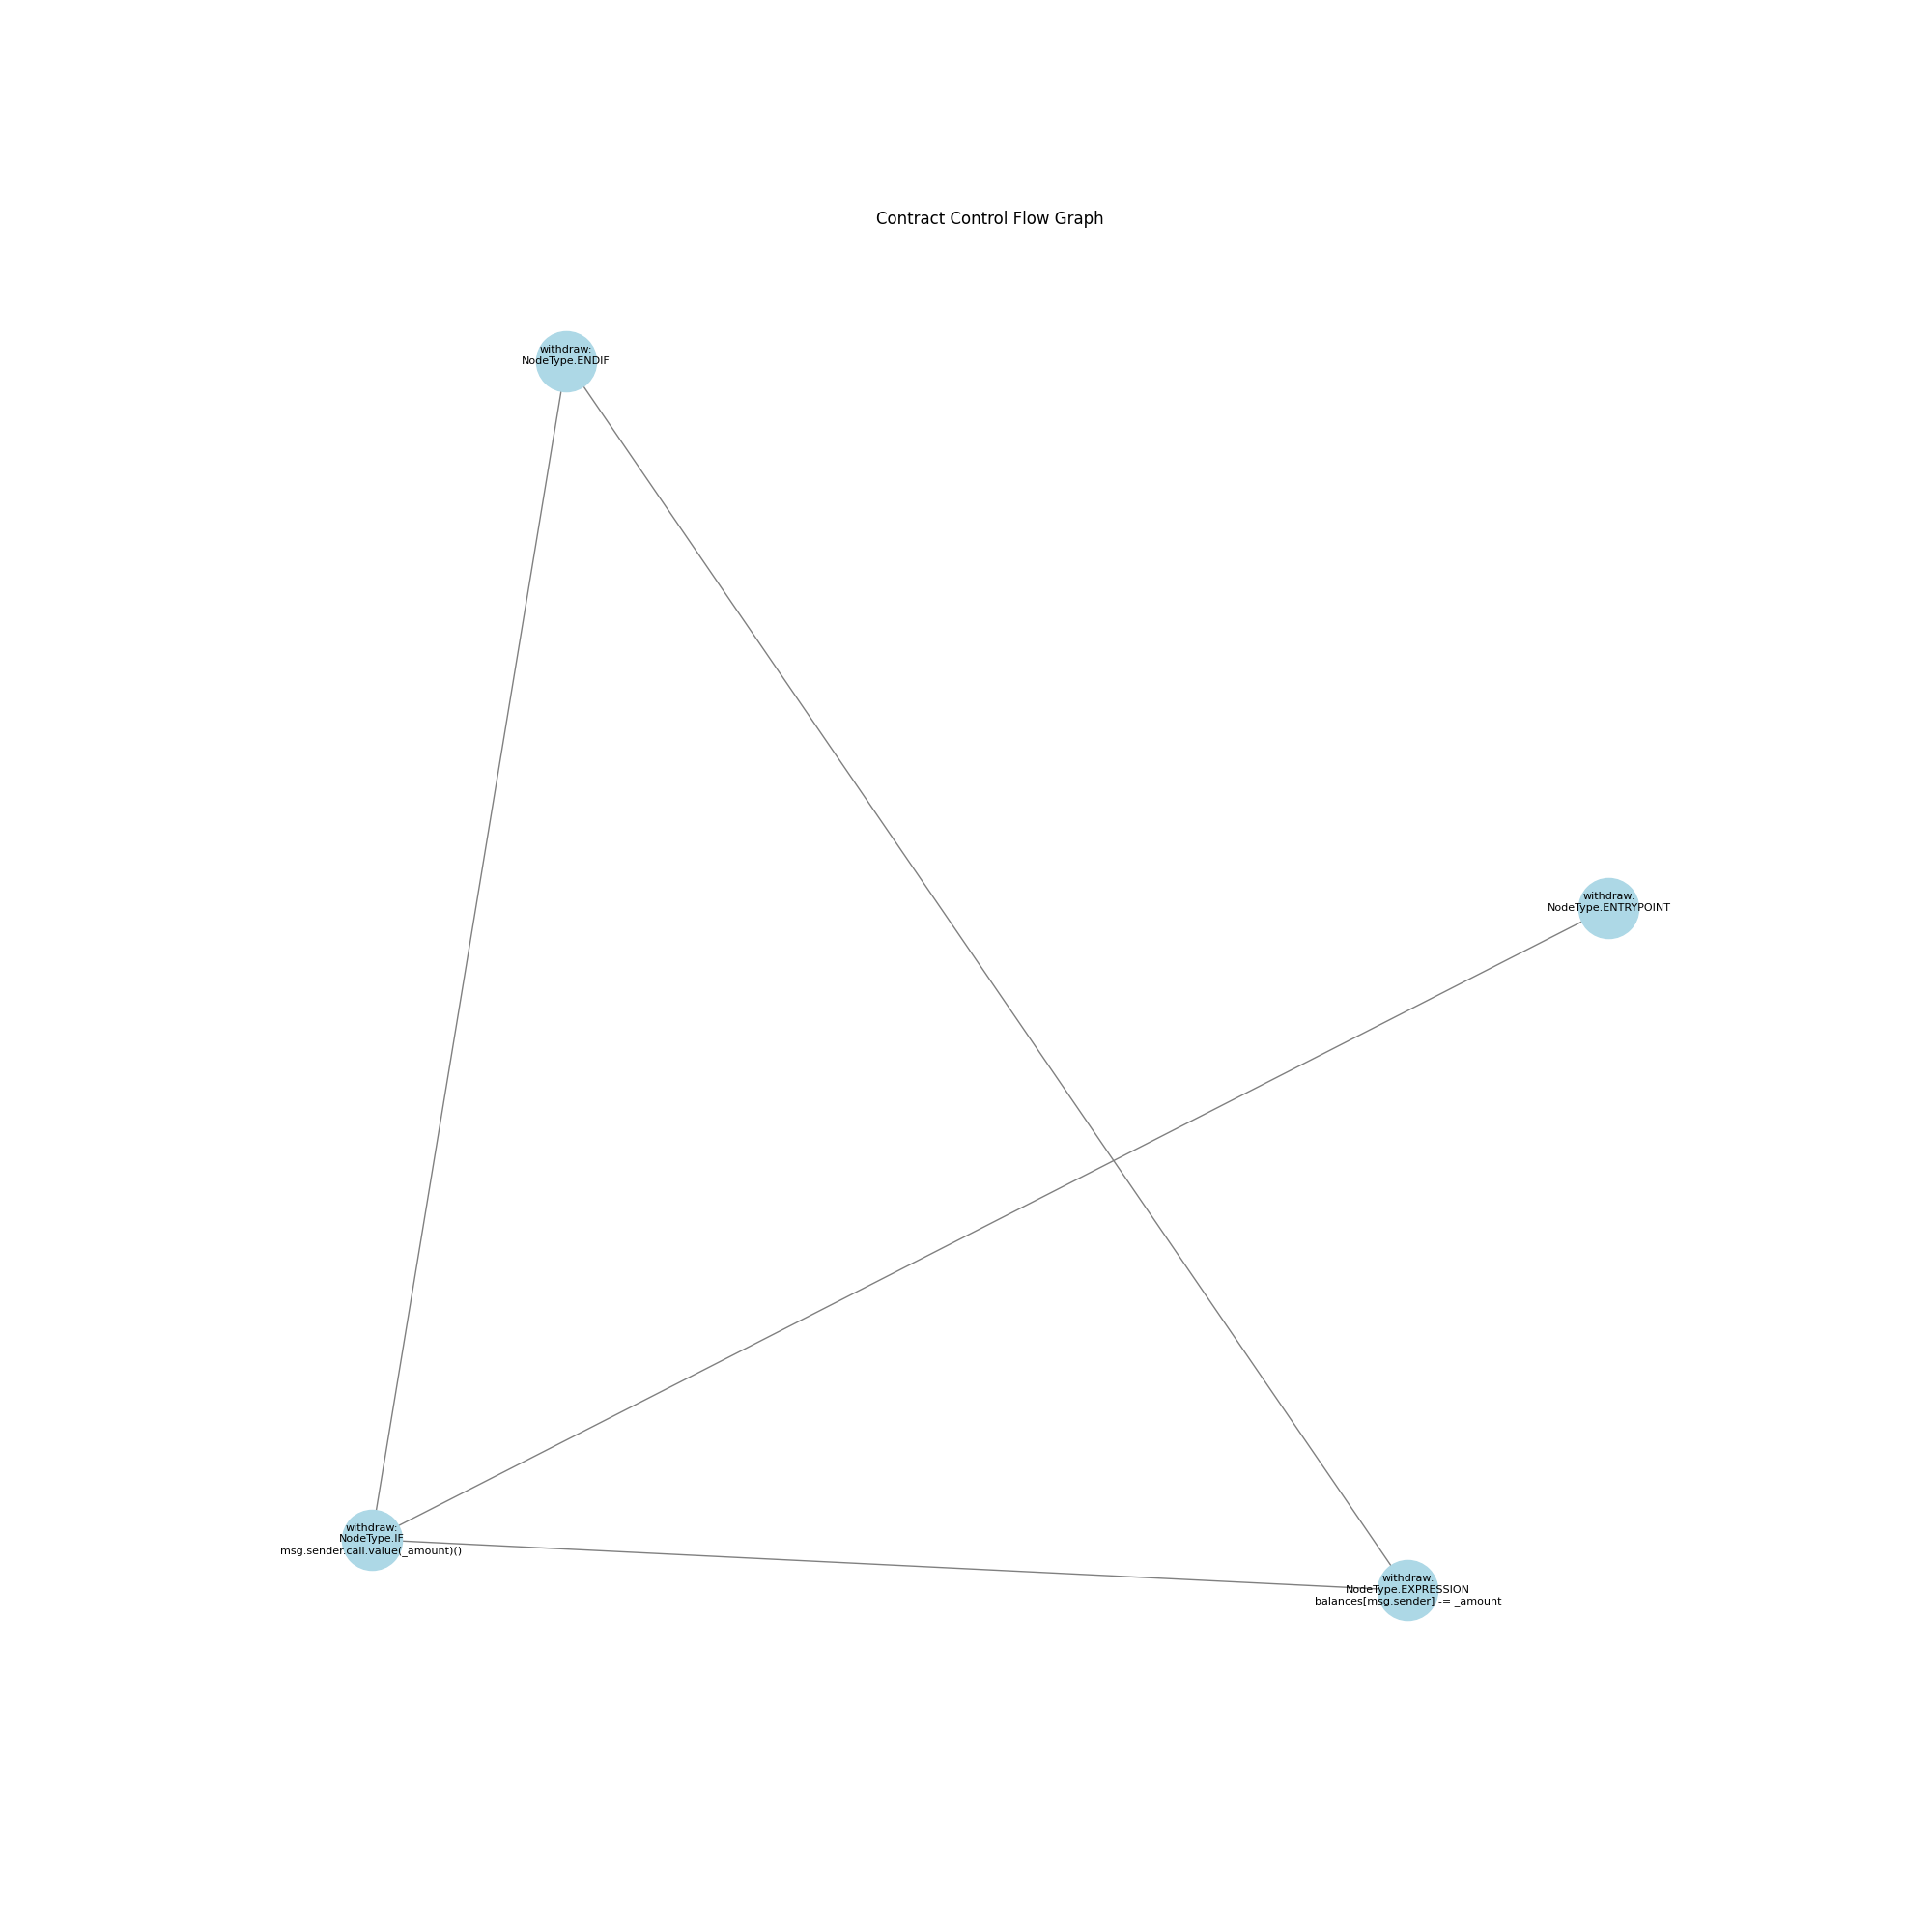 Contract Control Flow Graph
withdraw:
NodeType.ENDIF
withdraw:
NodeType.ENTRYPOINT
withdraw:
NodeType.IF
msg.sender.call.value(_amount)()
withdraw:
NodeType.EXPRESSION
balances[msg.sender] -= _amount